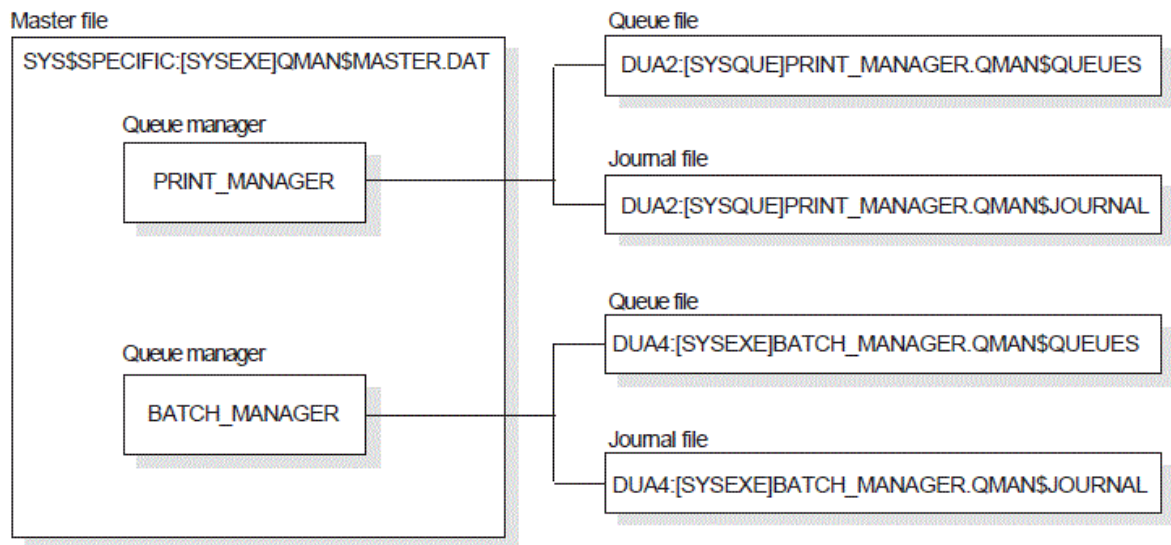 Master file
SYS$SPECIFIC:[SYSEXE]QMAN$MASTER.DAT
Queue manager
PRINT_MANAGER
Queue manager
BATCH_MANAGER
Queue file
DUA2:[SYSQUE]PRINT_MANAGER.QMAN$QUEUES
Journal file
DUA2:[SYSQUE]PRINT_MANAGER.QMAN$JOURNAL
Queue file
DUA4:[SYSEXE]BATCH_MANAGER.QMAN$QUEUES
Journal file
DUA4:[SYSEXE]BATCH_MANAGER.QMAN$JOURNAL